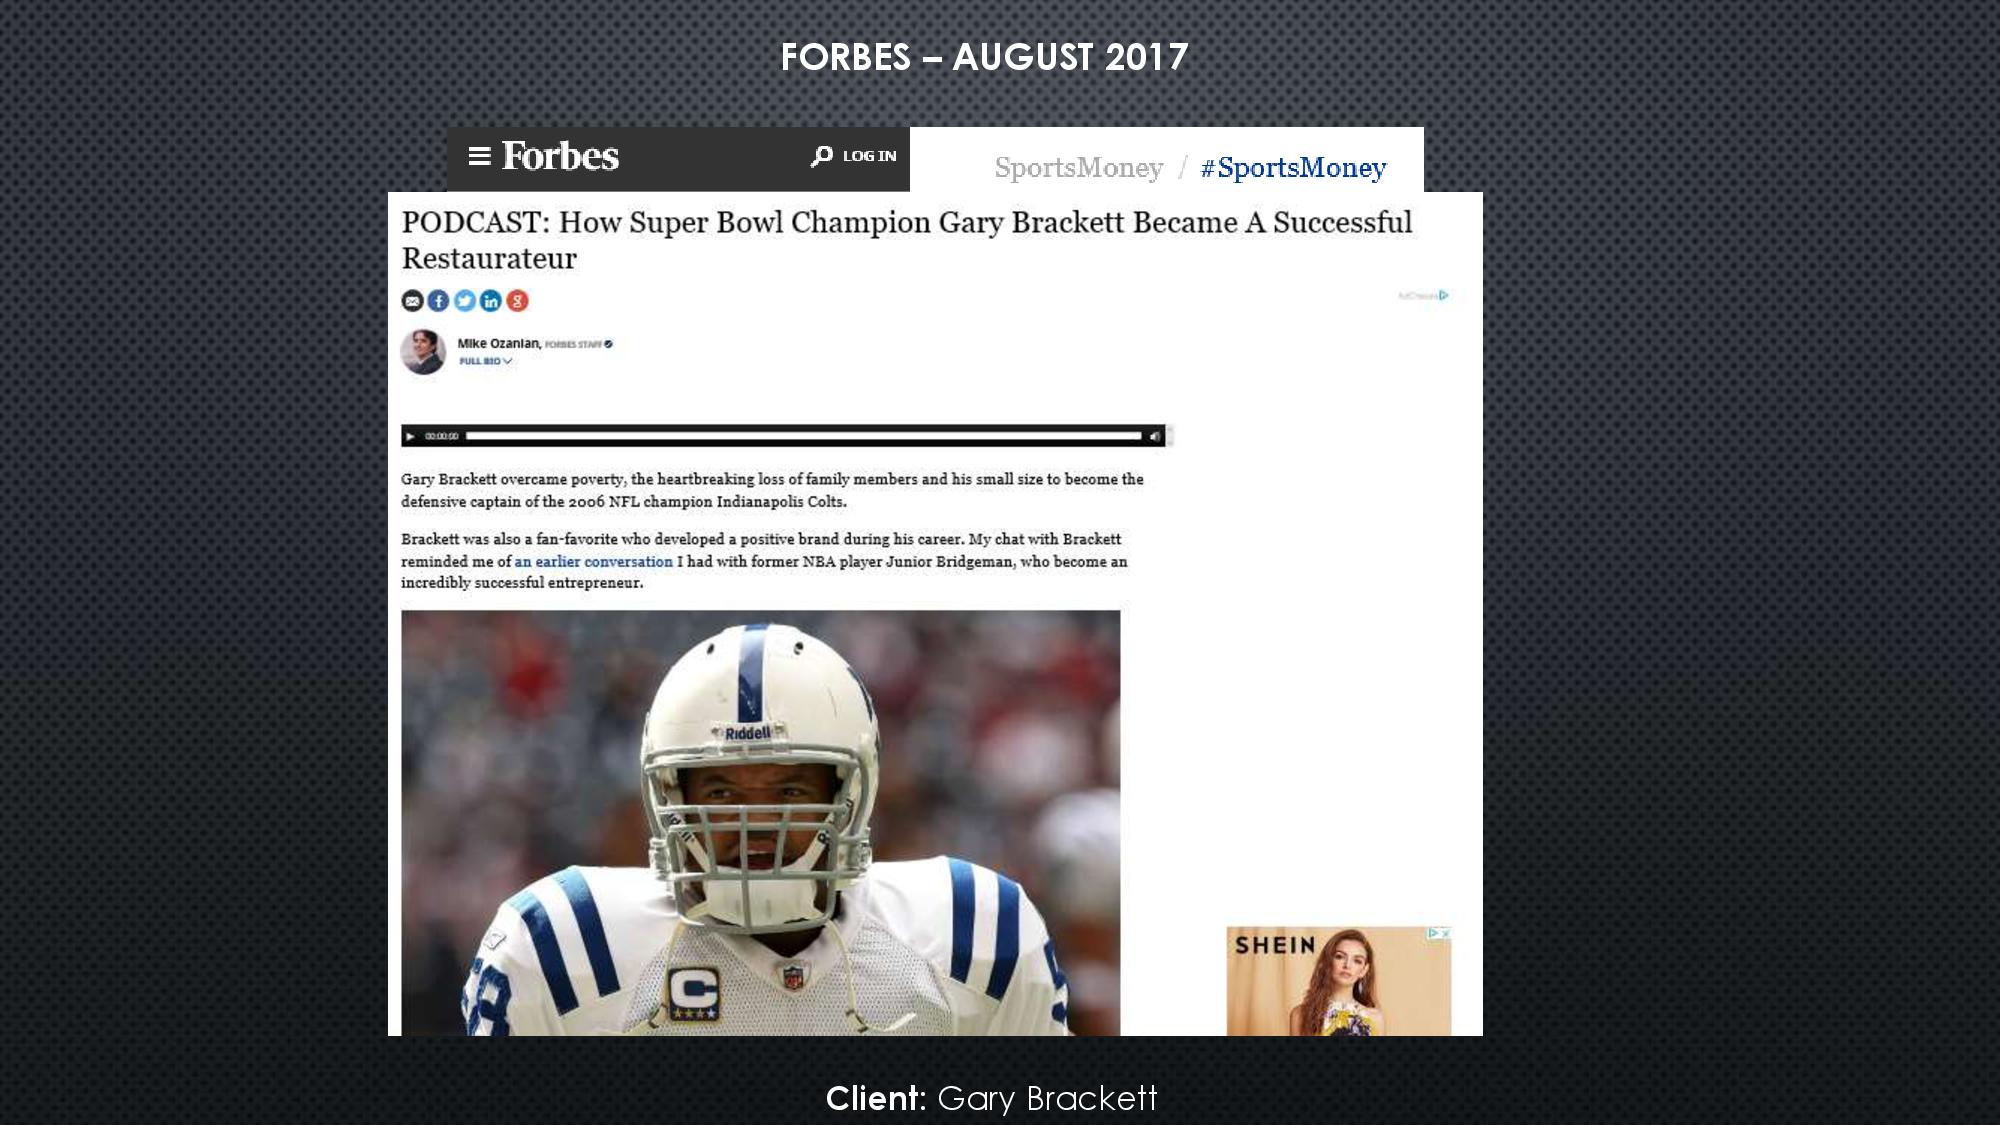 FORBES – AUGUST 2017
Forbes
LOG IN
SportsMoney / #SportsMoney
PODCAST: How Super Bowl Champion Gary Brackett Became A Successful
Restaurateur
AdChoices
Mike Ozanian, FORBES STAFF
FULL BIO
00:00:00
Gary Brackett overcame poverty, the heartbreaking loss of family members and his small size to become the
defensive captain of the 2006 NFL champion Indianapolis Colts.
Brackett was also a fan-favorite who developed a positive brand during his career. My chat with Brackett
reminded me of an earlier conversation I had with former NBA player Junior Bridgeman, who become an
incredibly successful entrepreneur.
Riddell
C
SHEIN
Client: Gary Brackett